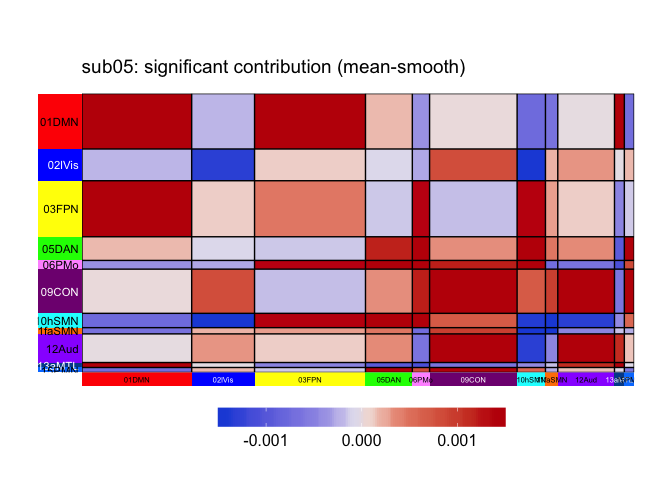 sub05: significant contribution (mean-smooth)
01DMN
02lVis
03FPN
05DAN
06PMo
09CON
10hSMN
12Aud
01DMN 02lVis 03FPN 05DAN 06PMo 09CON 10hSMN 12Aud
-0.001 0.000 0.001